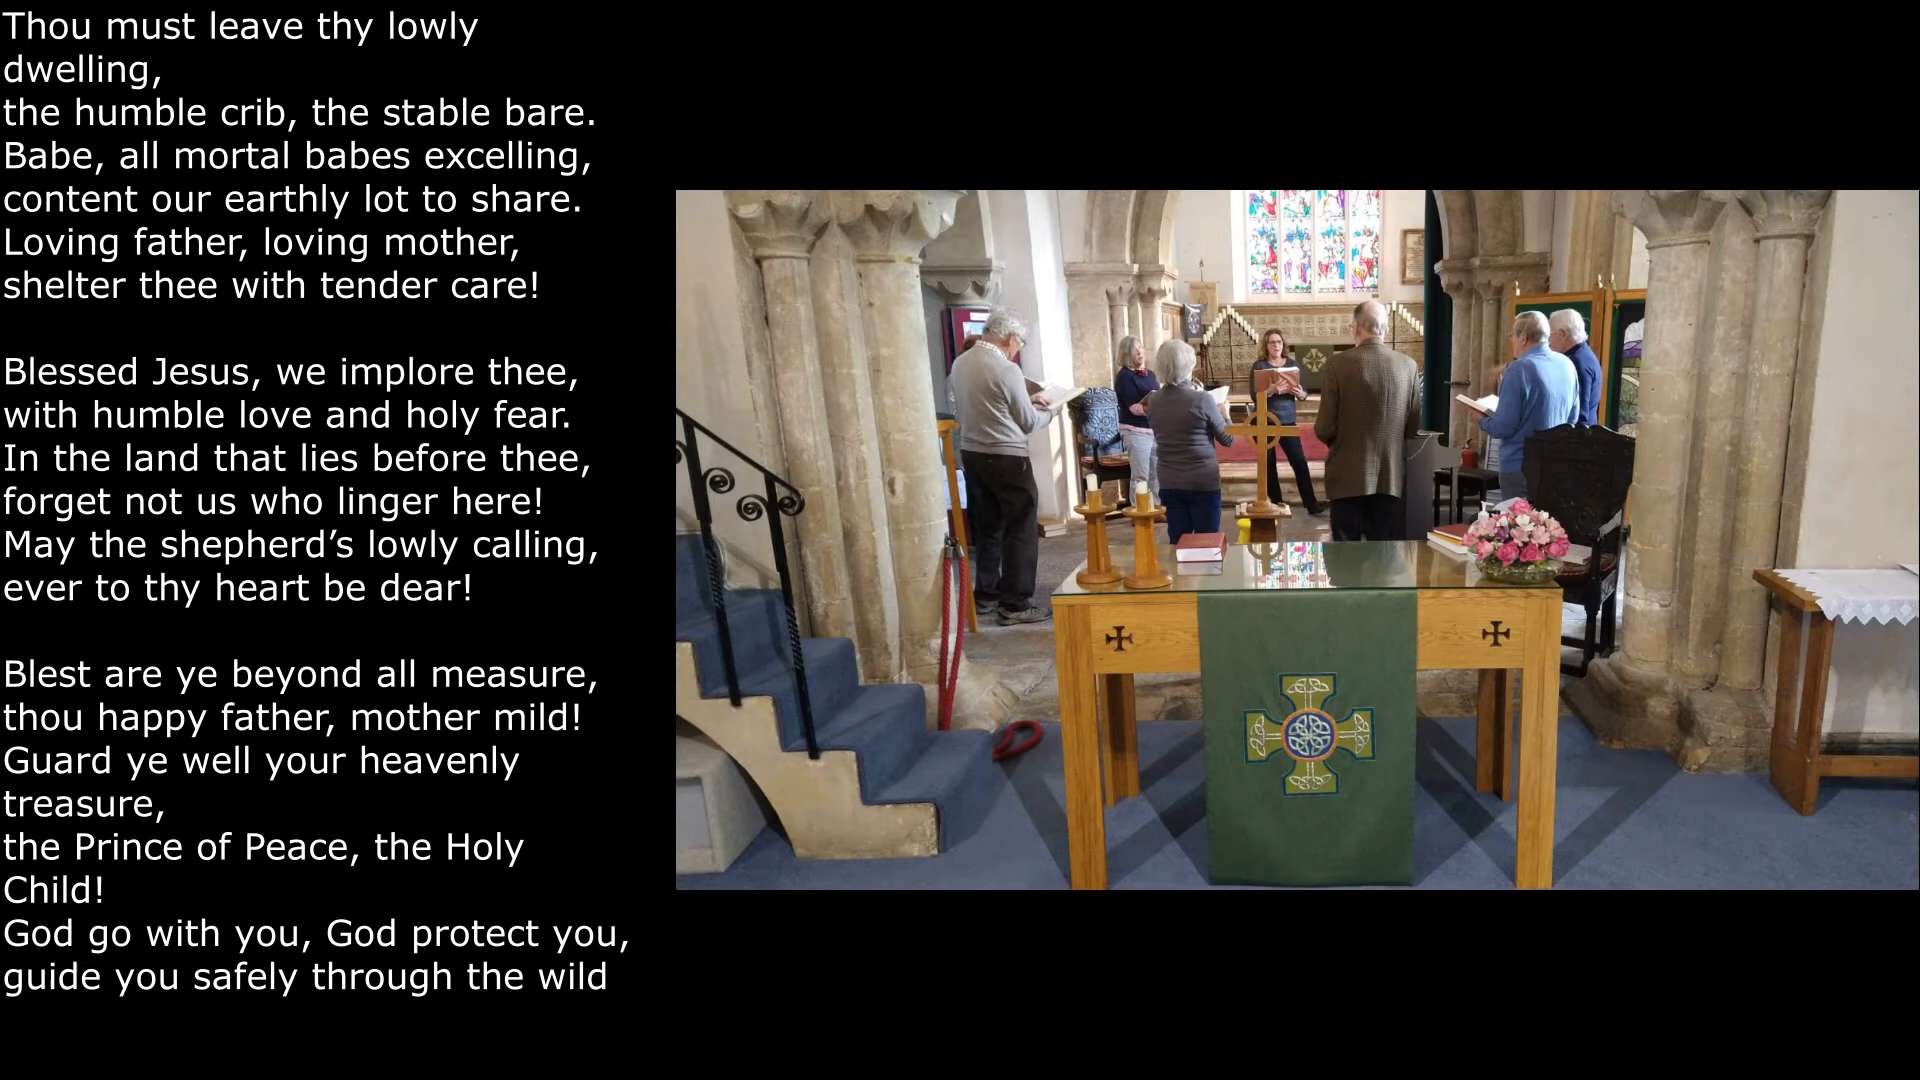 Thou must leave thy lowly
dwelling,
the humble crib, the stable bare.
Babe, all mortal babes excelling,
content our earthly lot to share.
Loving father, loving mother,
shelter thee with tender care!
Blessed Jesus, we implore thee,
with humble love and holy fear.
In the land that lies before thee,
forget not us who linger here!
May the shepherd’s lowly calling,
ever to thy heart be dear!
Blest are ye beyond all measure,
thou happy father, mother mild!
Guard ye well your heavenly
treasure,
the Prince of Peace, the Holy
Child!
God go with you, God protect you,
guide you safely through the wild